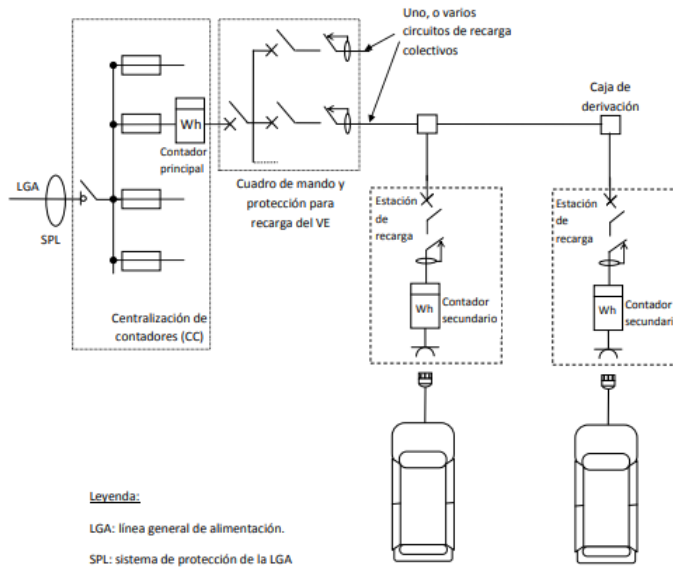 Uno, o varios
circuitos de recarga
colectivos
Caja de
derivación
Wh
Contador
principal
LGA
SPL
Cuadro de mando y
protección para
recarga del VE
Centralización de
contadores (CC)
Estación
de
recarga
Wh
Contador
secundario
Estación
de
recarga
Wh
Contador
secundari
Leyenda:
LGA: línea general de alimentación.
SPL: sistema de protección de la LGA